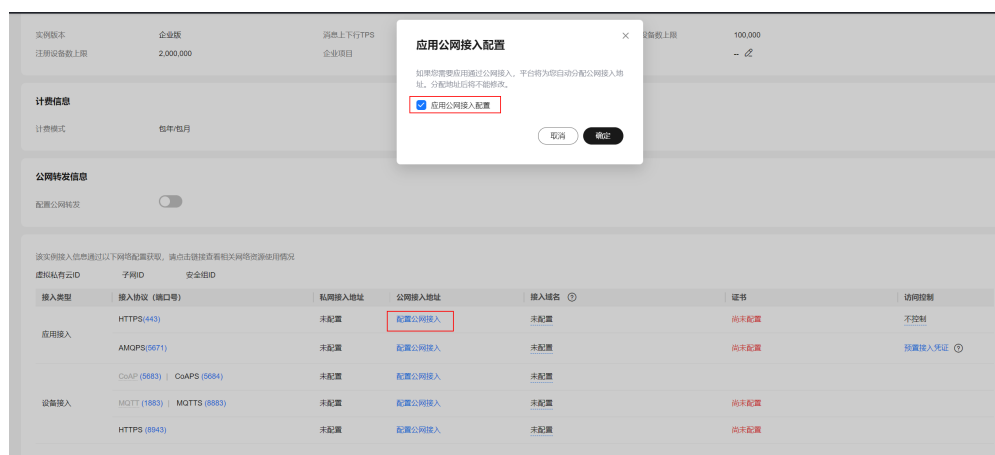 实例版本 企业版 消息上下行TPS 设备数上限 100,000
注册设备数上限 2,000,000 企业项目 -- 
应用公网接入配置
如果您需要应用通过公网接入，平台将为您自动分配公网接入地
址。分配地址后将不能修改。
应用公网接入配置
取消 确定
计费信息
计费模式 包年/包月
公网转发信息
配置公网转发
该实例接入信息通过以下网络配置获取，请点击链接查看相关网络资源使用情况
虚拟私有云ID 子网ID 安全组ID
接入类型 接入协议（端口号） 私网接入地址 公网接入地址 接入域名 证书 访问控制
应用接入
HTTPS(443) 未配置 配置公网接入 未配置 尚未配置 不控制
AMQPS(5671) 未配置 配置公网接入 未配置 尚未配置 预置接入凭证
设备接入
CoAP (5683) | CoAPS (5684) 未配置 配置公网接入 未配置
MQTT (1883) | MQTTS (8883) 未配置 配置公网接入 未配置 尚未配置
HTTPS (8943) 未配置 配置公网接入 未配置 尚未配置